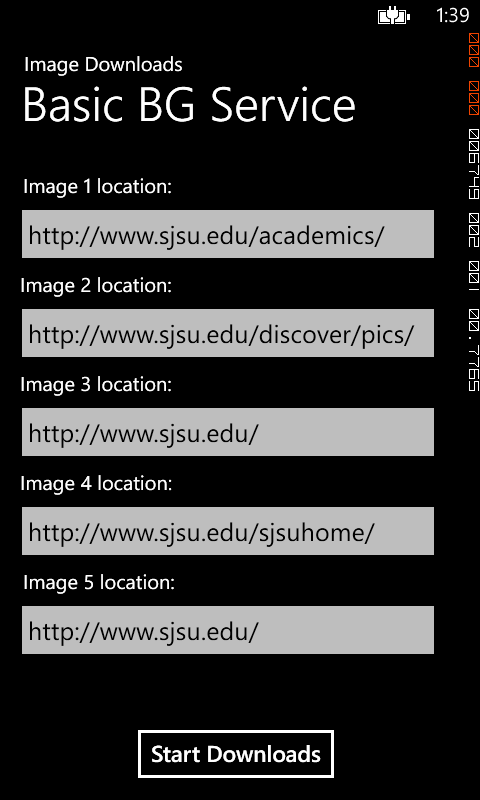 1:39
Image Downloads
Basic BG Service
Image 1 location:
http://www.sjsu.edu/academics/
Image 2 location:
http://www.sjsu.edu/discover/pics/
Image 3 location:
http://www.sjsu.edu/
Image 4 location:
http://www.sjsu.edu/sjsuhome/
Image 5 location:
http://www.sjsu.edu/
Start Downloads
000 000 006749 002 001 00.7765